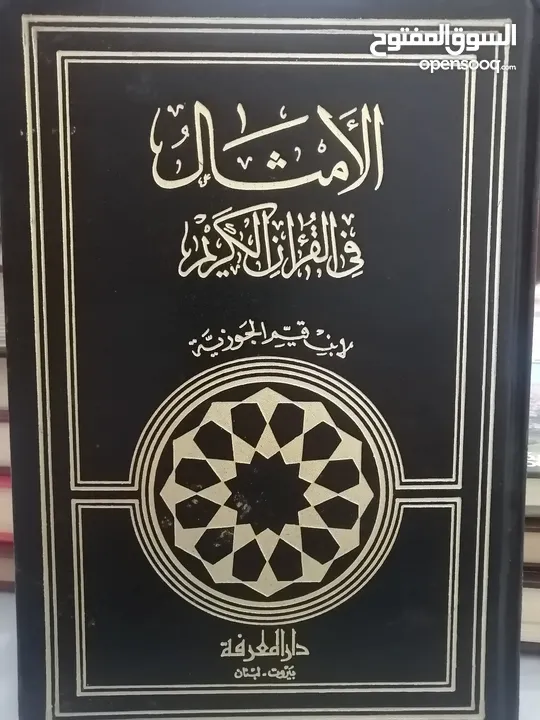 السوق المفتوح
opensooq.com
الأمثال
في القرآن الكريم
لابن قيم الجوزية
دار المعرفة
بيروت - لبنان